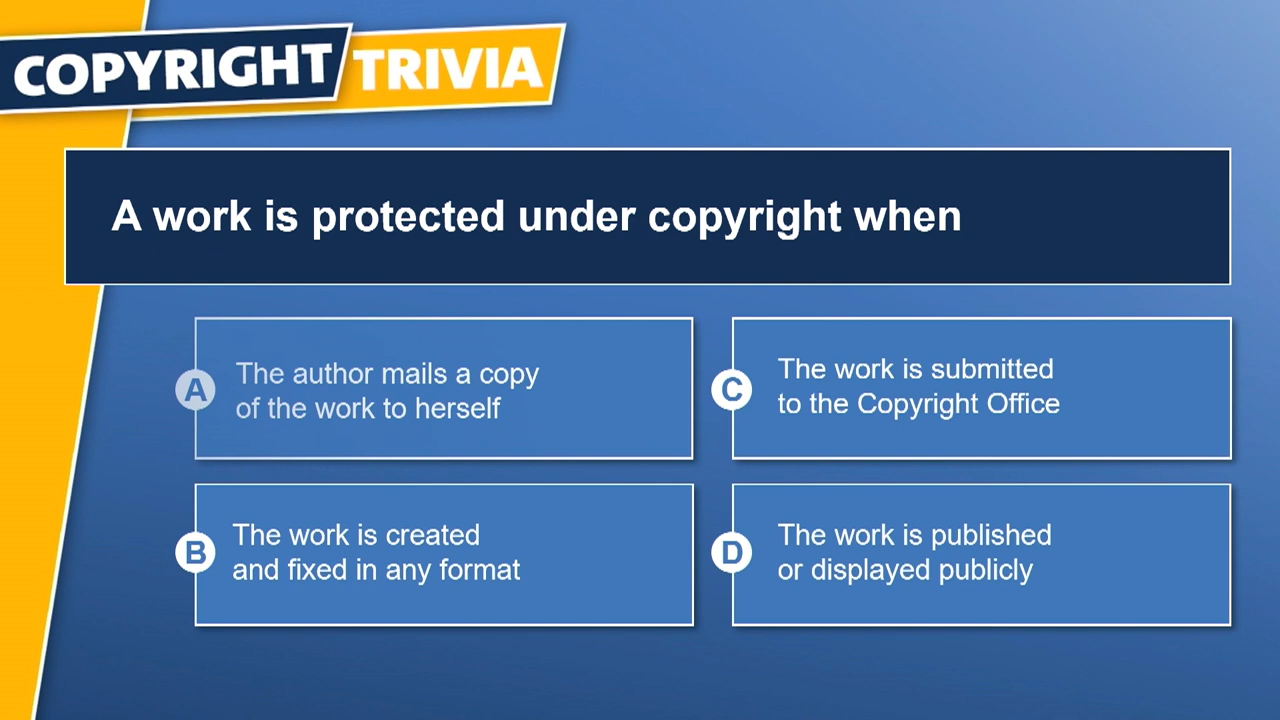 COPYRIGHT TRIVIA
A work is protected under copyright when
A The author mails a copy
of the work to herself
B The work is created
and fixed in any format
C The work is submitted
to the Copyright Office
D The work is published
or displayed publicly